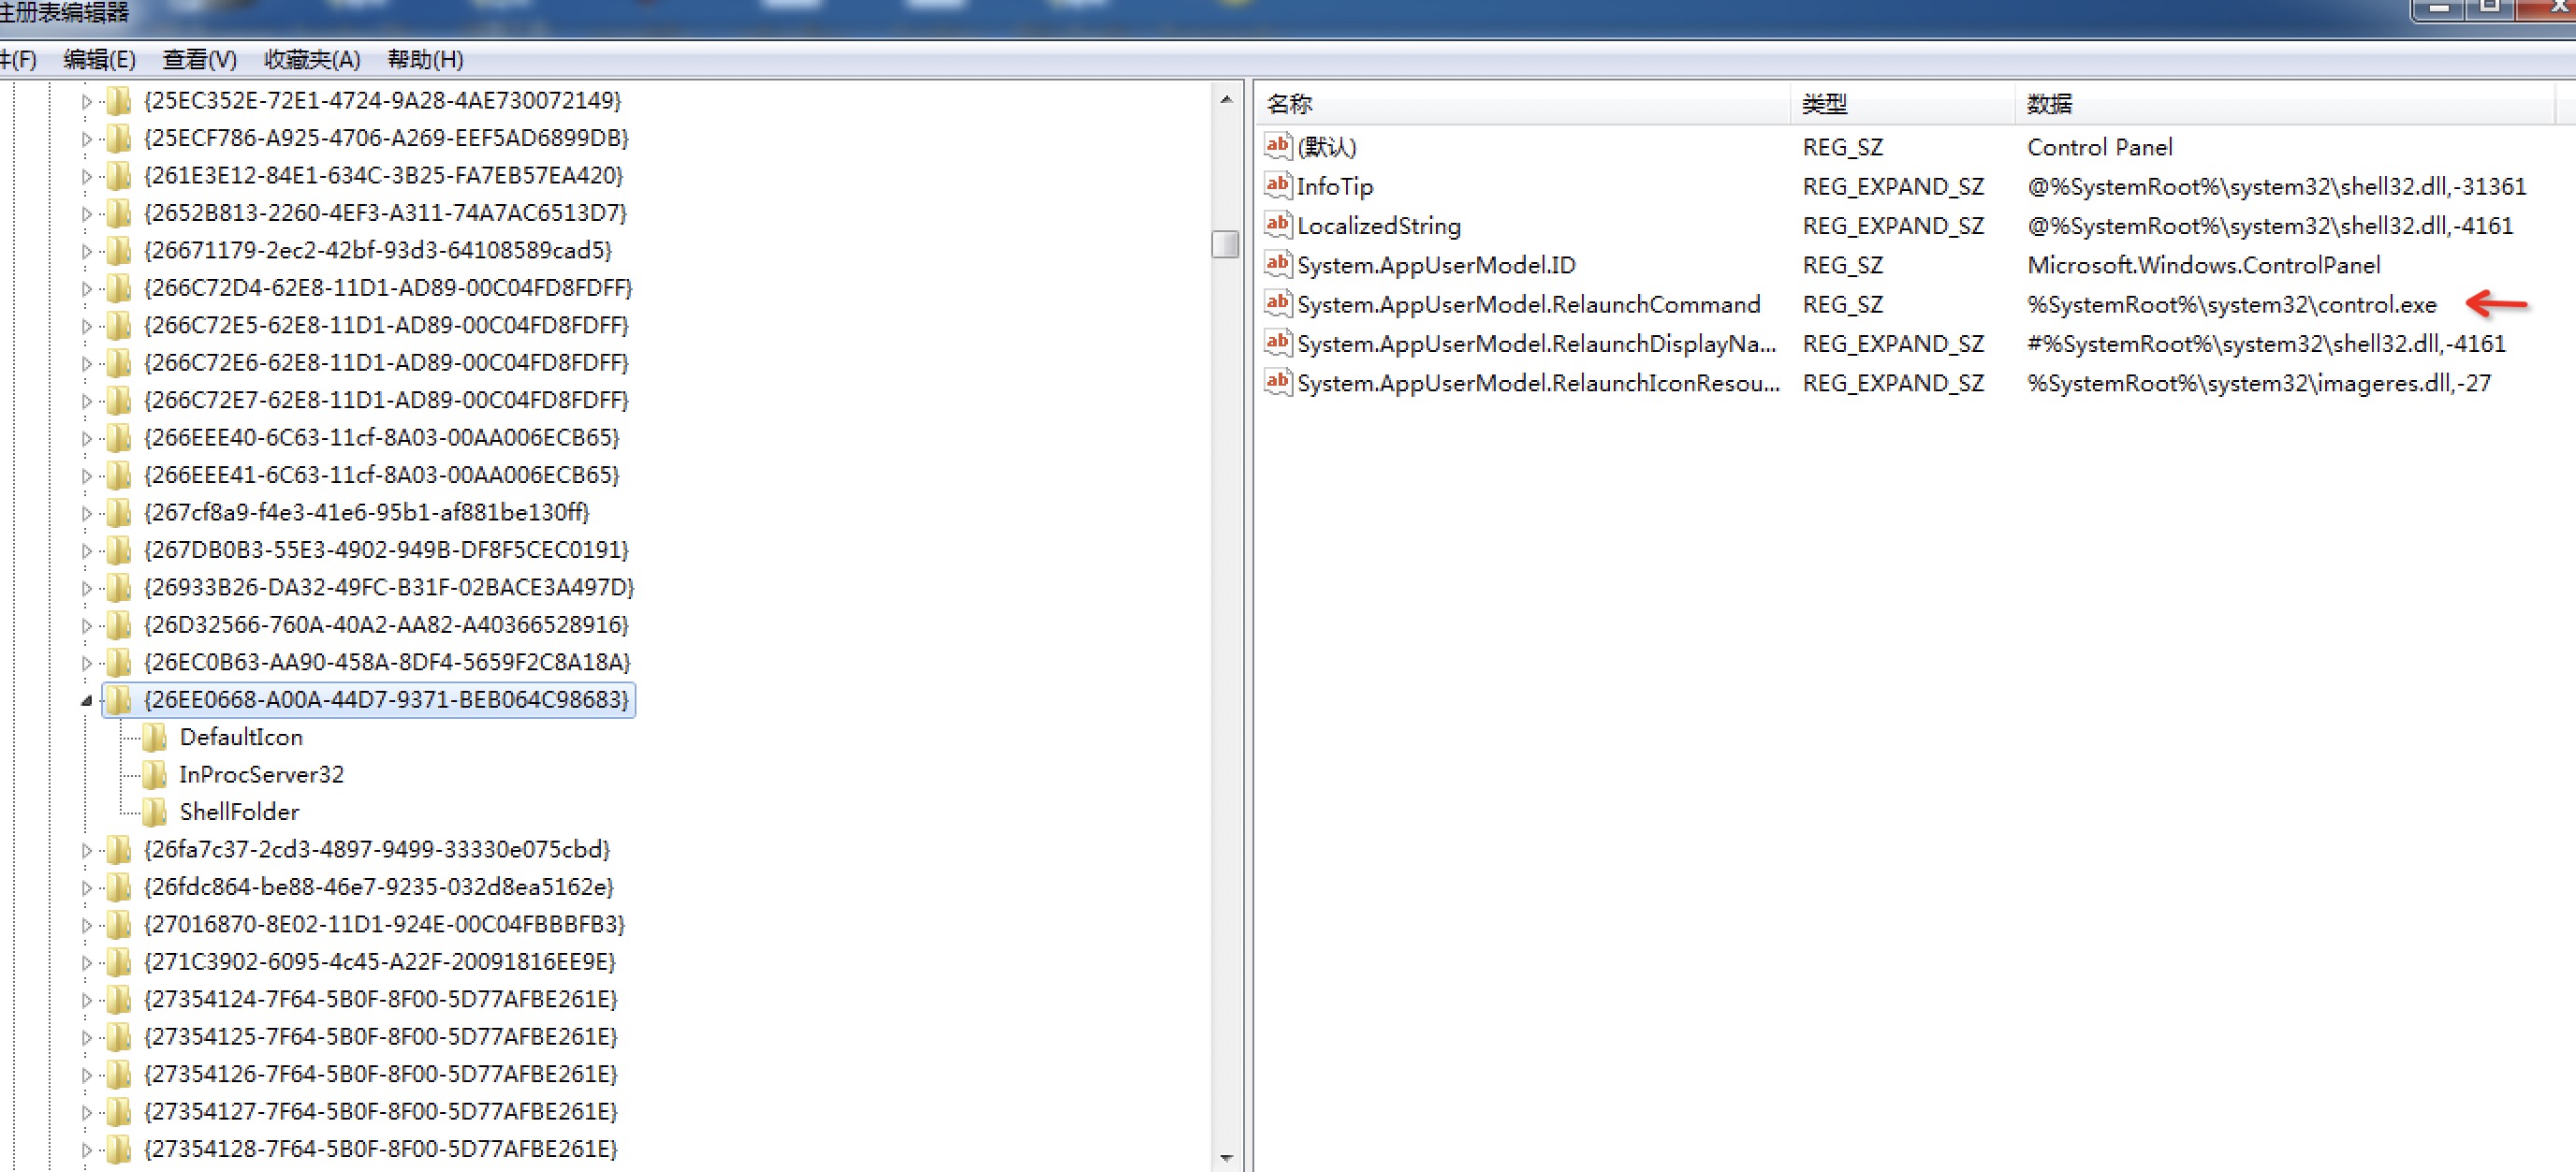 注册表编辑器
件(F) 编辑(E) 查看(V) 收藏夹(A) 帮助(H)
{25EC352E-72E1-4724-9A28-4AE730072149}
{25ECF786-A925-4706-A269-EEF5AD6899DB}
{261E3E12-84E1-634C-3B25-FA7EB57EA420}
{2652B813-2260-4EF3-A311-74A7AC6513D7}
{26671179-2ec2-42bf-93d3-64108589cad5}
{266C72D4-62E8-11D1-AD89-00C04FD8FDFF}
{266C72E5-62E8-11D1-AD89-00C04FD8FDFF}
{266C72E6-62E8-11D1-AD89-00C04FD8FDFF}
{266C72E7-62E8-11D1-AD89-00C04FD8FDFF}
{266EEE40-6C63-11cf-8A03-00AA006ECB65}
{266EEE41-6C63-11cf-8A03-00AA006ECB65}
{267cf8a9-f4e3-41e6-95b1-af881be130ff}
{267DB0B3-55E3-4902-949B-DF8F5CEC0191}
{26933B26-DA32-49FC-B31F-02BACE3A497D}
{26D32566-760A-40A2-AA82-A40366528916}
{26EC0B63-AA90-458A-8DF4-5659F2C8A18A}
{26EE0668-A00A-44D7-9371-BEB064C98683}
DefaultIcon
InProcServer32
ShellFolder
{26fa7c37-2cd3-4897-9499-33330e075cbd}
{26fdc864-be88-46e7-9235-032d8ea5162e}
{27016870-8E02-11D1-924E-00C04FBBBFB3}
{271C3902-6095-4c45-A22F-20091816EE9E}
{27354124-7F64-5B0F-8F00-5D77AFBE261E}
{27354125-7F64-5B0F-8F00-5D77AFBE261E}
{27354126-7F64-5B0F-8F00-5D77AFBE261E}
{27354127-7F64-5B0F-8F00-5D77AFBE261E}
{27354128-7F64-5B0F-8F00-5D77AFBE261E}
名称 类型 数据
(默认) REG_SZ Control Panel
InfoTip REG_EXPAND_SZ @%SystemRoot%\system32\shell32.dll,-31361
LocalizedString REG_EXPAND_SZ @%SystemRoot%\system32\shell32.dll,-4161
System.AppUserModel.ID REG_SZ Microsoft.Windows.ControlPanel
System.AppUserModel.RelaunchCommand REG_SZ %SystemRoot%\system32\control.exe
System.AppUserModel.RelaunchDisplayNa... REG_EXPAND_SZ #%SystemRoot%\system32\shell32.dll,-4161
System.AppUserModel.RelaunchIconResou... REG_EXPAND_SZ %SystemRoot%\system32\imageres.dll,-27